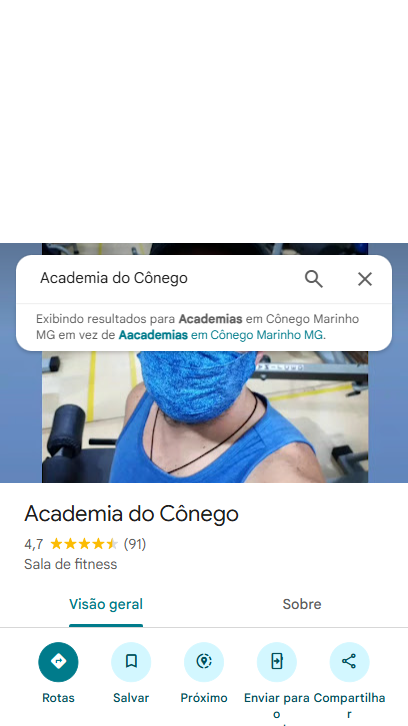 Academia do Cônego
Exibindo resultados para Academias em Cônego Marinho
MG em vez de Aacademias em Cônego Marinho MG.
Academia do Cônego
4,7 (91)
Sala de fitness
Visão geral Sobre
Rotas Salvar Próximo Enviar para Compartilha
o r